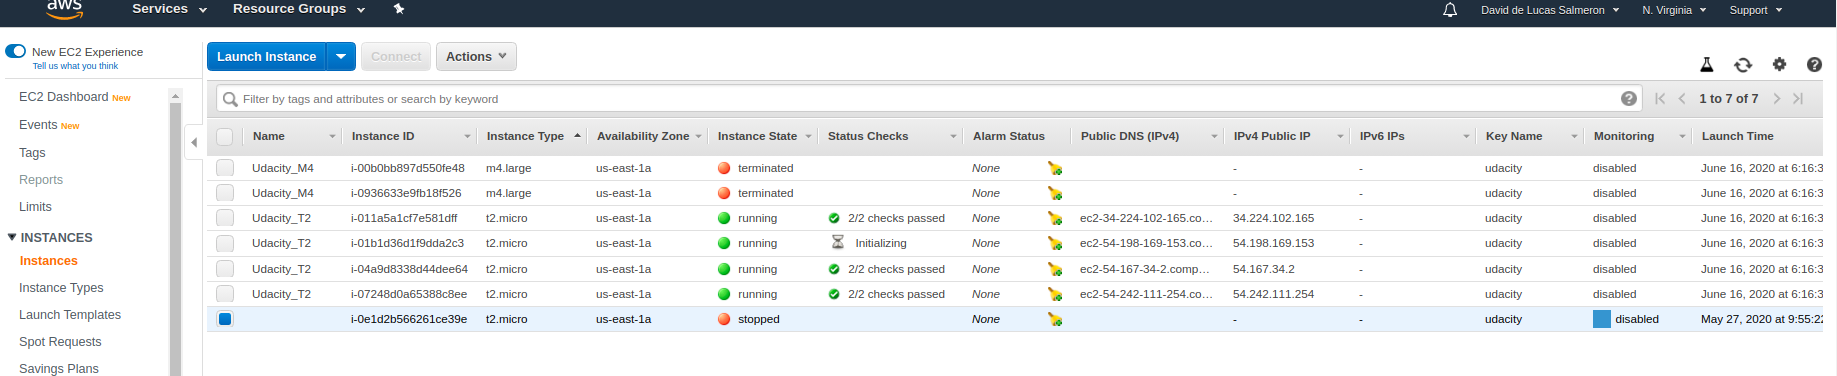 aws Services Resource Groups David de Lucas Salmeron N. Virginia Support
New EC2 Experience
Tell us what you think
EC2 Dashboard New
Events New
Tags
Reports
Limits
INSTANCES
Instances
Instance Types
Launch Templates
Spot Requests
Savings Plans
Launch Instance Connect Actions
Filter by tags and attributes or search by keyword 1 to 7 of 7
Name Instance ID Instance Type Availability Zone Instance State Status Checks Alarm Status Public DNS (IPv4) IPv4 Public IP IPv6 IPs Key Name Monitoring Launch Time
Udacity_M4 i-00b0bb897d550fe48 m4.large us-east-1a terminated None - - udacity disabled June 16, 2020 at 6:16:3
Udacity_M4 i-0936633e9fb18f526 m4.large us-east-1a terminated None - - udacity disabled June 16, 2020 at 6:16:3
Udacity_T2 i-011a5a1cf7e581dff t2.micro us-east-1a running 2/2 checks passed None ec2-34-224-102-165.co... 34.224.102.165 - udacity disabled June 16, 2020 at 6:16:3
Udacity_T2 i-01b1d36d1f9dda2c3 t2.micro us-east-1a running Initializing None ec2-54-198-169-153.co... 54.198.169.153 - udacity disabled June 16, 2020 at 6:16:3
Udacity_T2 i-04a9d8338d44dee64 t2.micro us-east-1a running 2/2 checks passed None ec2-54-167-34-2.comp... 54.167.34.2 - udacity disabled June 16, 2020 at 6:16:3
Udacity_T2 i-07248d0a65388c8ee t2.micro us-east-1a running 2/2 checks passed None ec2-54-242-111-254.co... 54.242.111.254 - udacity disabled June 16, 2020 at 6:16:3
i-0e1d2b566261ce39e t2.micro us-east-1a stopped None - - udacity disabled May 27, 2020 at 9:55:22